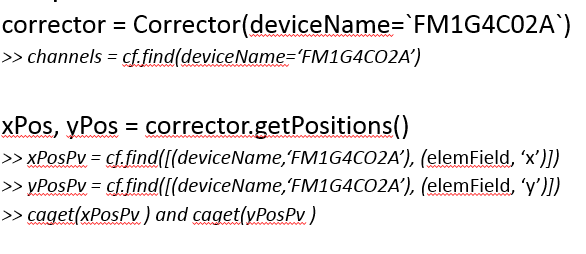 corrector = Corrector(deviceName=`FM1G4C02A`)
>> channels = cf.find(deviceName=‘FM1G4CO2A’)
xPos, yPos = corrector.getPositions()
>> xPosPv = cf.find([(deviceName,‘FM1G4CO2A’), (elemField, ‘x’)])
>> yPosPv = cf.find([(deviceName,‘FM1G4CO2A’), (elemField, ‘y’)])
>> caget(xPosPv ) and caget(yPosPv )